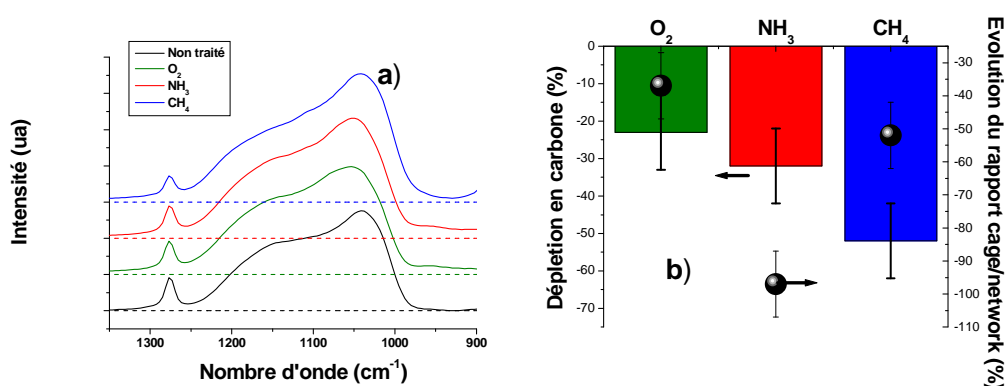 Non traité
O2
NH3
CH4
a)
Intensité (ua)
1300 1200 1100 1000 900
Nombre d'onde (cm-1)
O2 NH3 CH4
0
-10
-20
-30
-40
-50
-60
-70
Déplétion en carbone (%)
b)
-30
-40
-50
-60
-70
-80
-90
-100
-110
Evolution du rapport cage/network (%)